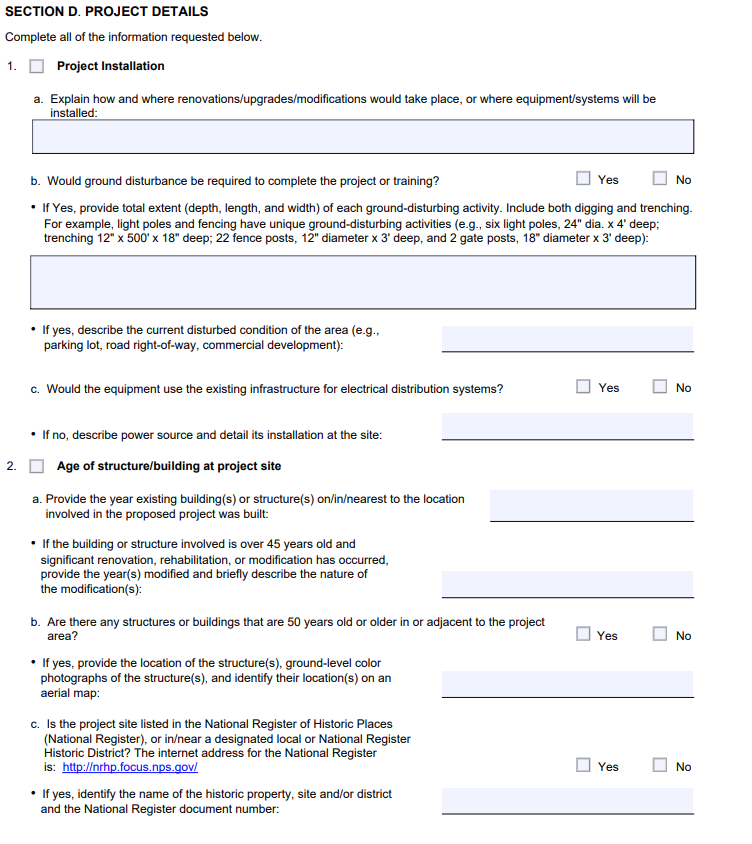 SECTION D. PROJECT DETAILS
Complete all of the information requested below.
1. Project Installation
a. Explain how and where renovations/upgrades/modifications would take place, or where equipment/systems will be
installed:
b. Would ground disturbance be required to complete the project or training? Yes No
• If Yes, provide total extent (depth, length, and width) of each ground-disturbing activity. Include both digging and trenching.
For example, light poles and fencing have unique ground-disturbing activities (e.g., six light poles, 24" dia. x 4' deep;
trenching 12" x 500' x 18" deep; 22 fence posts, 12" diameter x 3' deep, and 2 gate posts, 18" diameter x 3' deep):
• If yes, describe the current disturbed condition of the area (e.g.,
parking lot, road right-of-way, commercial development):
c. Would the equipment use the existing infrastructure for electrical distribution systems? Yes No
• If no, describe power source and detail its installation at the site:
2. Age of structure/building at project site
a. Provide the year existing building(s) or structure(s) on/in/nearest to the location
involved in the proposed project was built:
• If the building or structure involved is over 45 years old and
significant renovation, rehabilitation, or modification has occurred,
provide the year(s) modified and briefly describe the nature of
the modification(s):
b. Are there any structures or buildings that are 50 years old or older in or adjacent to the project
area? Yes No
• If yes, provide the location of the structure(s), ground-level color
photographs of the structure(s), and identify their location(s) on an
aerial map:
c. Is the project site listed in the National Register of Historic Places
(National Register), or in/near a designated local or National Register
Historic District? The internet address for the National Register
is: http://nrhp.focus.nps.gov/ Yes No
• If yes, identify the name of the historic property, site and/or district
and the National Register document number: